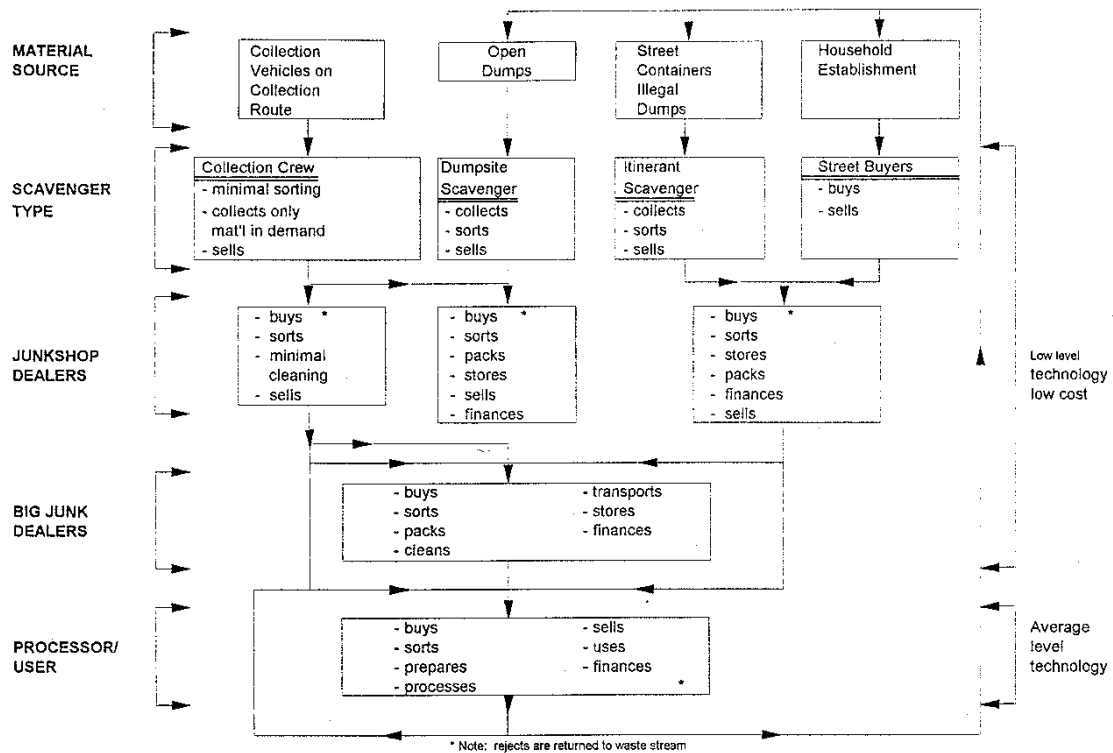 MATERIAL
SOURCE
Collection
Vehicles on
Collection
Route
Open
Dumps
Street
Containers
Illegal
Dumps
Household
Establishment
SCAVENGER
TYPE
Collection Crew
- minimal sorting
- collects only
mat'l in demand
- sells
Dumpsite
Scavenger
- collects
- sorts
- sells
Itinerant
Scavenger
- collects
- sorts
- sells
Street Buyers
- buys
- sells
JUNKSHOP
DEALERS
- buys *
- sorts
- minimal
cleaning
- sells
- buys *
- sorts
- packs
- stores
- sells
- finances
- buys *
- sorts
- stores
- packs
- finances
- sells
Low level
technology
low cost
BIG JUNK
DEALERS
- buys
- sorts
- packs
- cleans
- transports
- stores
- finances
PROCESSOR/
USER
- buys
- sorts
- prepares
- processes
- sells
- uses
- finances
*
Average
level
technology
* Note; rejects are returned to waste stream